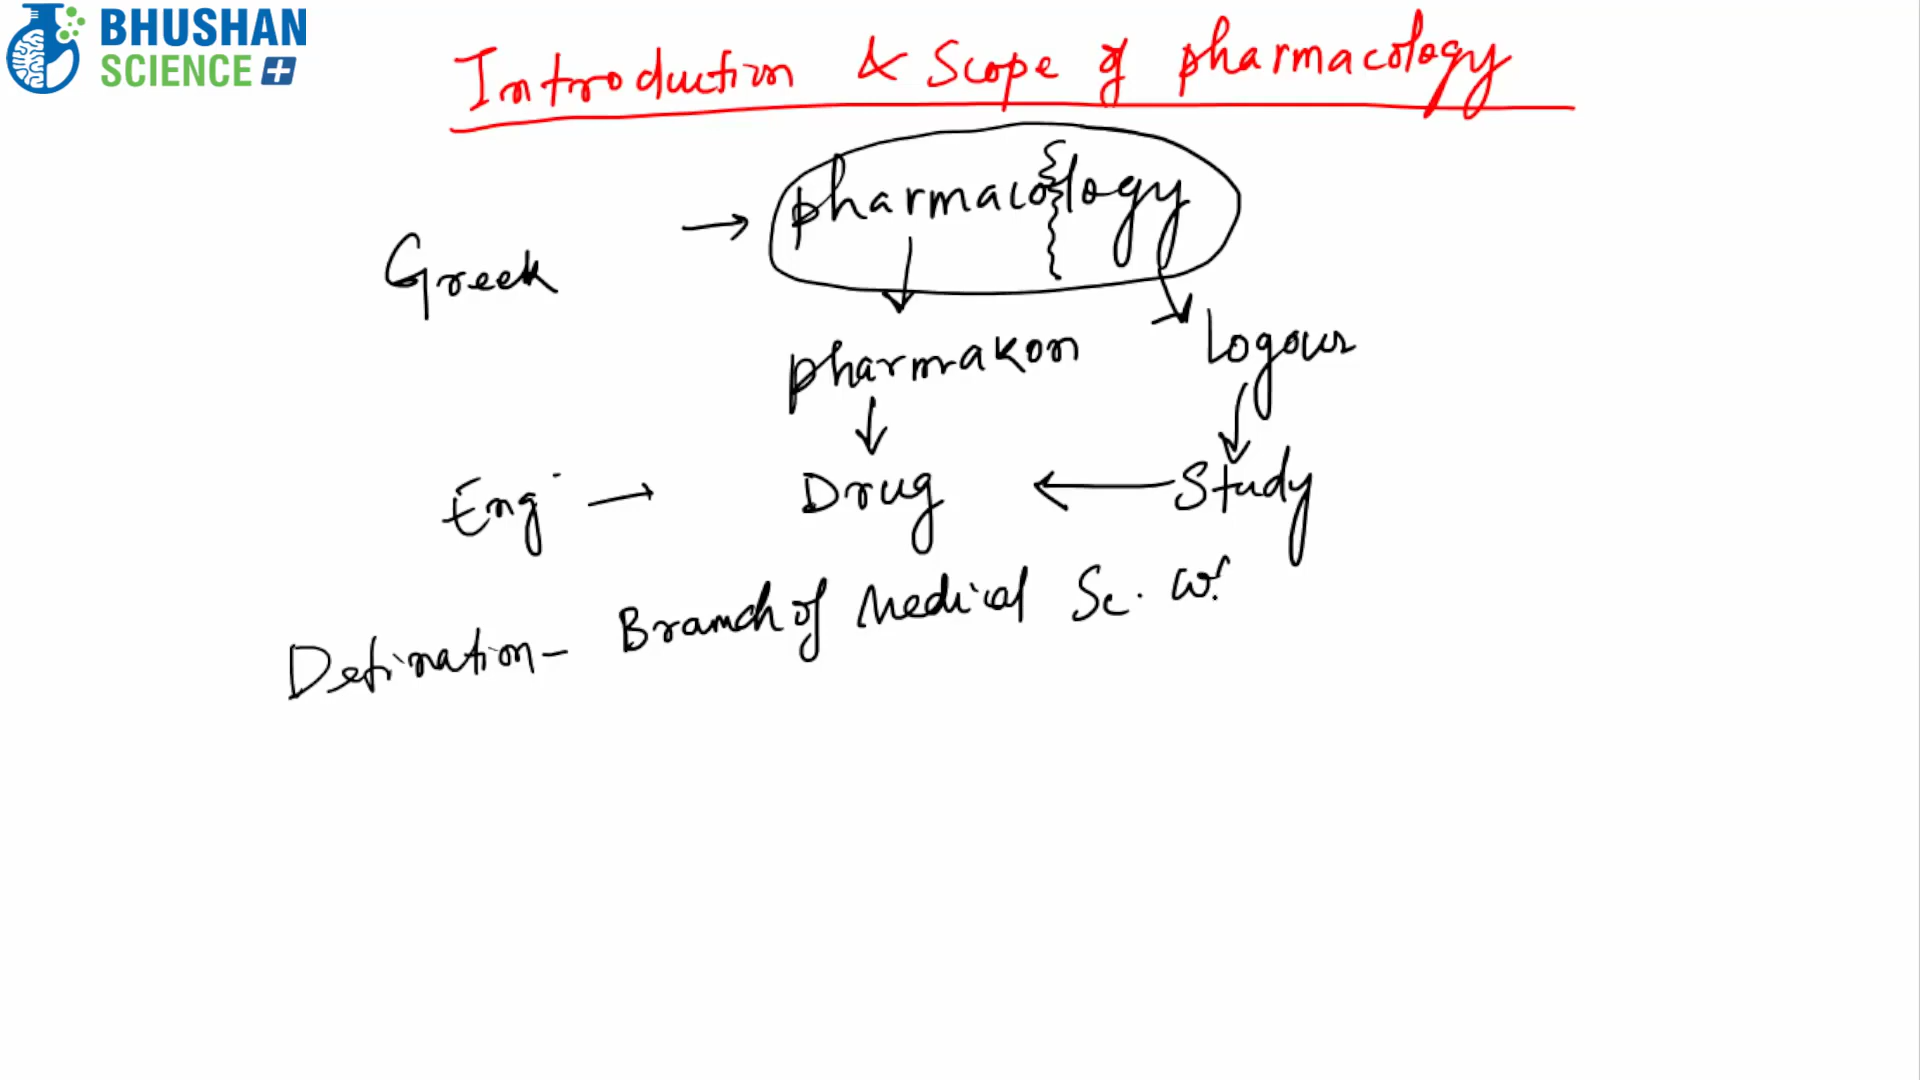 BHUSHAN
SCIENCE +
Introduction & Scope of pharmacology
Greek → pharmacology
pharmakon Logous
Eng → Drug ← Study
Defination - Branch of Medical Sc.